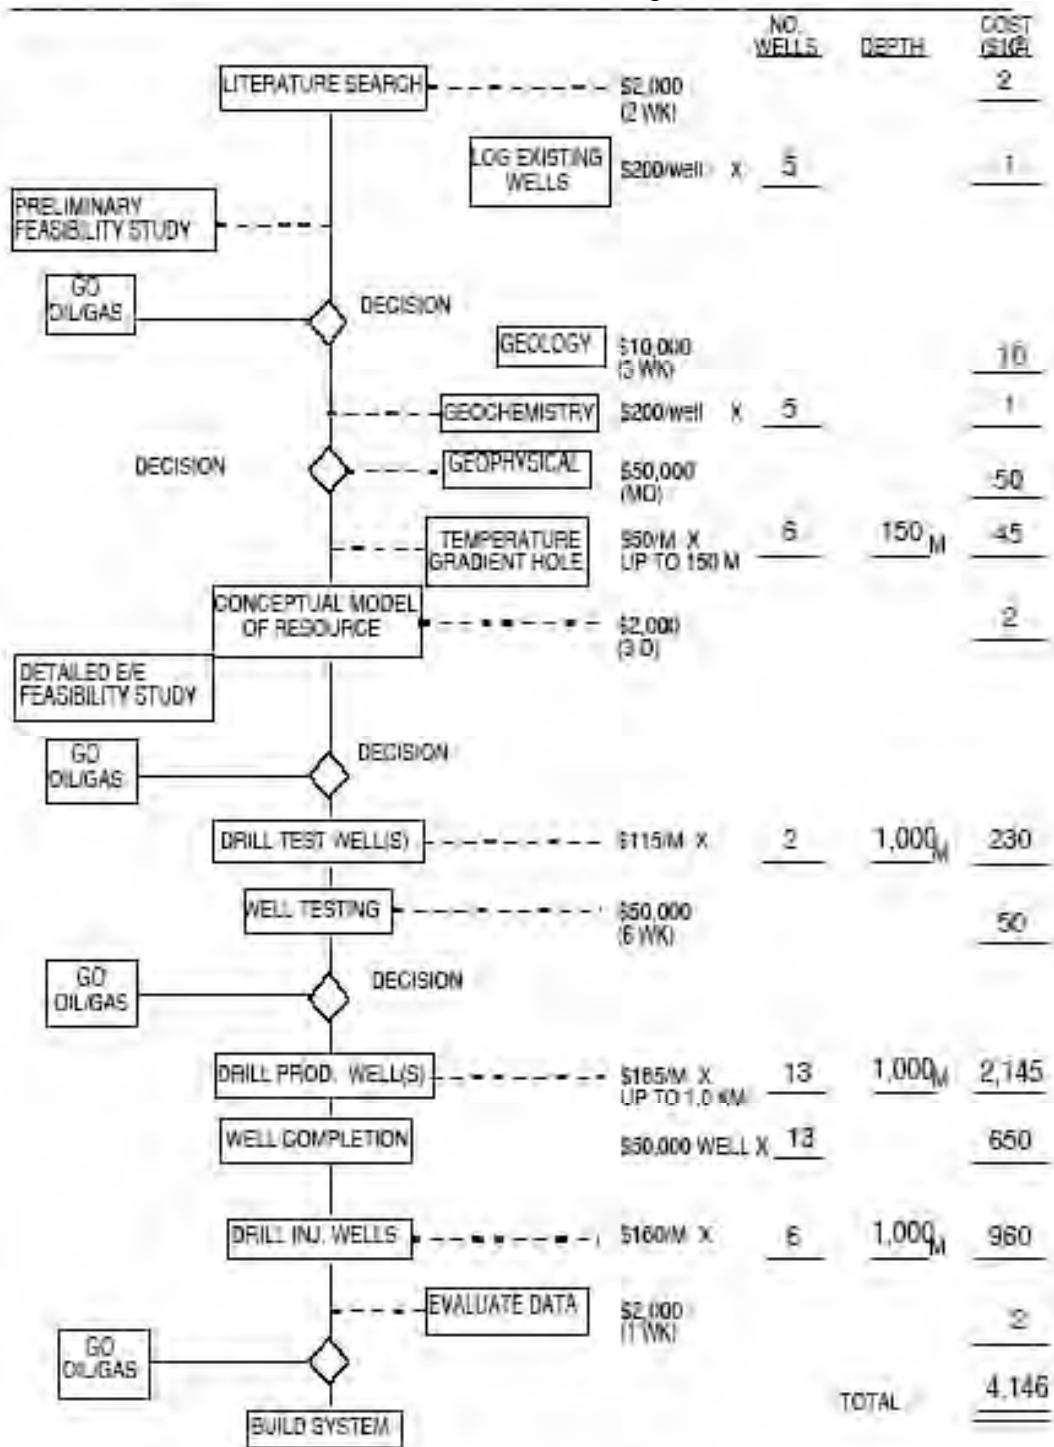 NO. WELLS DEPTH COST ($10³)
LITERATURE SEARCH $2,000 (2 WK) 2
LOG EXISTING WELLS $200/well X 5 1
PRELIMINARY FEASIBILITY STUDY
GO OIL/GAS
DECISION
GEOLOGY $10,000 (3 WK) 10
GEOCHEMISTRY $200/well X 5 1
DECISION
GEOPHYSICAL $50,000 (MO) 50
TEMPERATURE GRADIENT HOLE $50/M X UP TO 150 M 6 150 M 45
CONCEPTUAL MODEL OF RESOURCE $2,000 (3 D) 2
DETAILED E/E FEASIBILITY STUDY
GO OIL/GAS
DECISION
DRILL TEST WELL(S) $115/M X 2 1,000 M 230
WELL TESTING $50,000 (6 WK) 50
GO OIL/GAS
DECISION
DRILL PROD. WELL(S) $165/M X UP TO 1.0 KM 13 1,000 M 2,145
WELL COMPLETION $50,000 WELL X 13 650
DRILL INJ. WELLS $160/M X 6 1,000 M 960
EVALUATE DATA $2,000 (1 WK) 2
GO OIL/GAS
TOTAL 4,146
BUILD SYSTEM